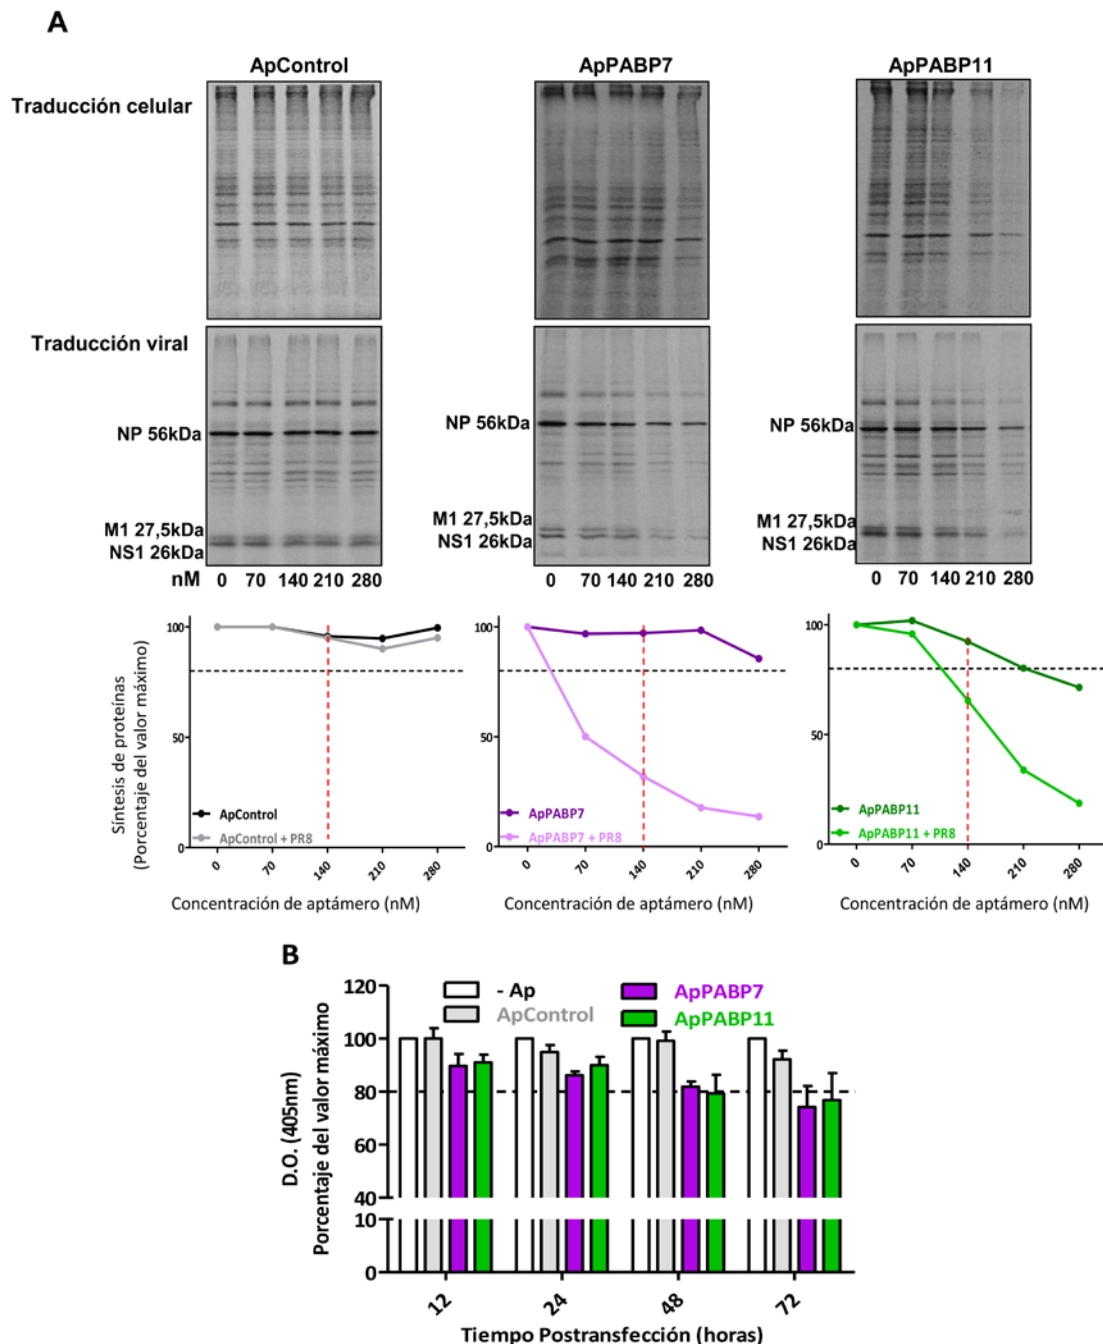 A
ApControl
ApPABP7
ApPABP11
Traducción celular
Traducción viral
NP 56kDa
M1 27,5kDa
NS1 26kDa
nM
0 70 140 210 280
NP 56kDa
M1 27,5kDa
NS1 26kDa
0 70 140 210 280
NP 56kDa
M1 27,5kDa
NS1 26kDa
0 70 140 210 280
Síntesis de proteínas
(Porcentaje del valor máximo)
100
50
0
ApControl
ApControl + PR8
0 70 140 210 280
Concentración de aptámero (nM)
100
50
0
ApPABP7
ApPABP7 + PR8
0 70 140 210 280
Concentración de aptámero (nM)
100
50
0
ApPABP11
ApPABP11 + PR8
0 70 140 210 280
Concentración de aptámero (nM)
B
D.O. (405nm)
Porcentaje del valor máximo
120
100
80
60
40
10
0
- Ap
ApControl
ApPABP7
ApPABP11
12 24 48 72
Tiempo Postransfección (horas)